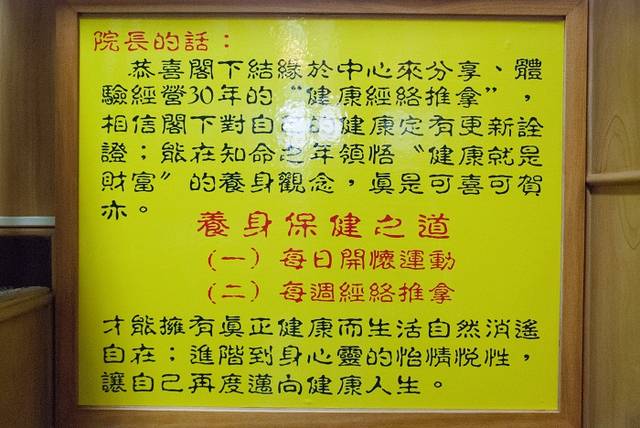 院長的話：
恭喜閣下結緣於中心來分享、體
驗經營30年的“健康經絡推拿”，
相信閣下對自己的健康定有更新詮
證；能在知命之年領悟“健康就是
財富”的養身觀念，真是可喜可賀
亦。
養身保健之道
（一）每日開懷運動
（二）每週經絡推拿
才能擁有真正健康而生活自然消遙
自在；進階到身心靈的怡情悅性，
讓自己再度邁向健康人生。